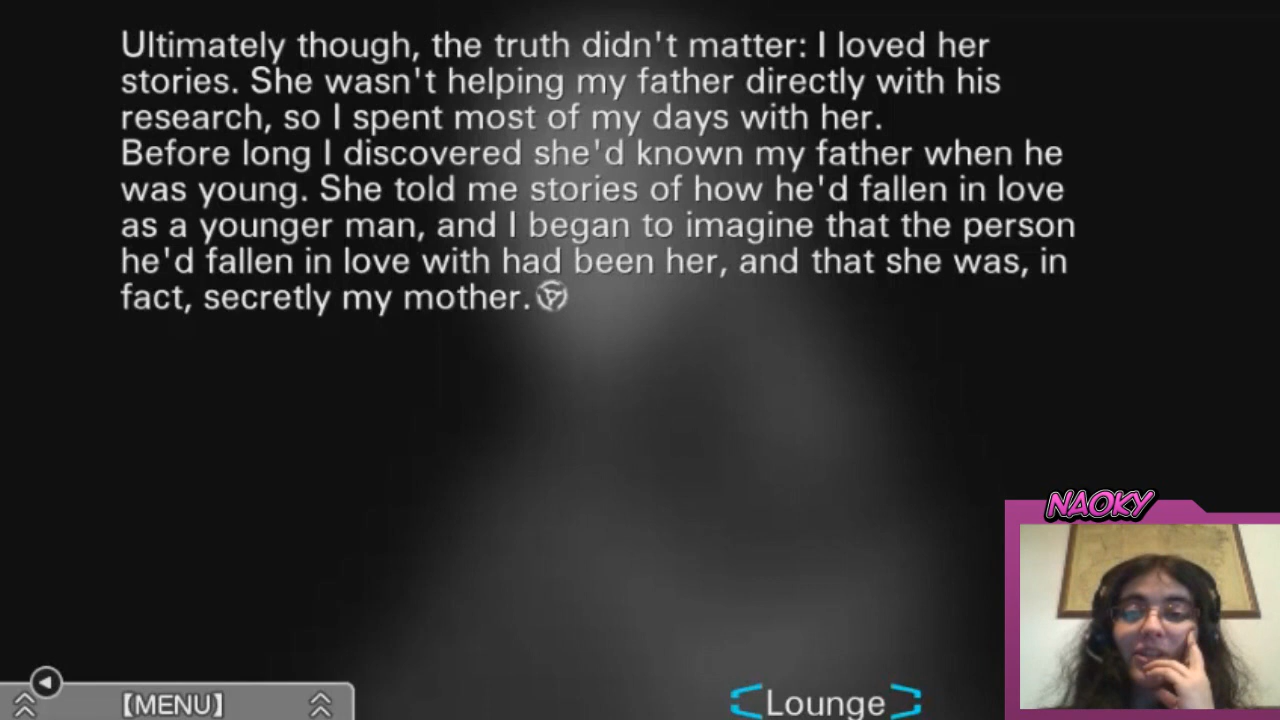 Ultimately though, the truth didn't matter: I loved her
stories. She wasn't helping my father directly with his
research, so I spent most of my days with her.
Before long I discovered she'd known my father when he
was young. She told me stories of how he'd fallen in love
as a younger man, and I began to imagine that the person
he'd fallen in love with had been her, and that she was, in
fact, secretly my mother.
NAOKY
【MENU】
Lounge